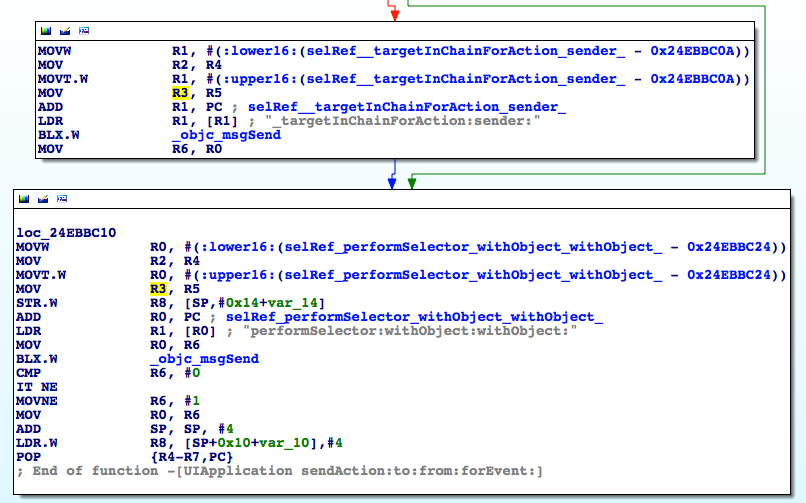 MOVW R1, #(:lower16:(selRef__targetInChainForAction_sender_ - 0x24EBBC0A))
MOV R2, R4
MOVT.W R1, #(:upper16:(selRef__targetInChainForAction_sender_ - 0x24EBBC0A))
MOV R3, R5
ADD R1, PC ; selRef__targetInChainForAction_sender_
LDR R1, [R1] ; "_targetInChainForAction:sender:"
BLX.W _objc_msgSend
MOV R6, R0
loc_24EBBC10
MOVW R0, #(:lower16:(selRef_performSelector_withObject_withObject_ - 0x24EBBC24))
MOV R2, R4
MOVT.W R0, #(:upper16:(selRef_performSelector_withObject_withObject_ - 0x24EBBC24))
MOV R3, R5
STR.W R8, [SP,#0x14+var_14]
ADD R0, PC ; selRef_performSelector_withObject_withObject_
LDR R1, [R0] ; "performSelector:withObject:withObject:"
MOV R0, R6
BLX.W _objc_msgSend
CMP R6, #0
IT NE
MOVNE R6, #1
MOV R0, R6
ADD SP, SP, #4
LDR.W R8, [SP+0x10+var_10],#4
POP {R4-R7,PC}
; End of function -[UIApplication sendAction:to:from:forEvent:]